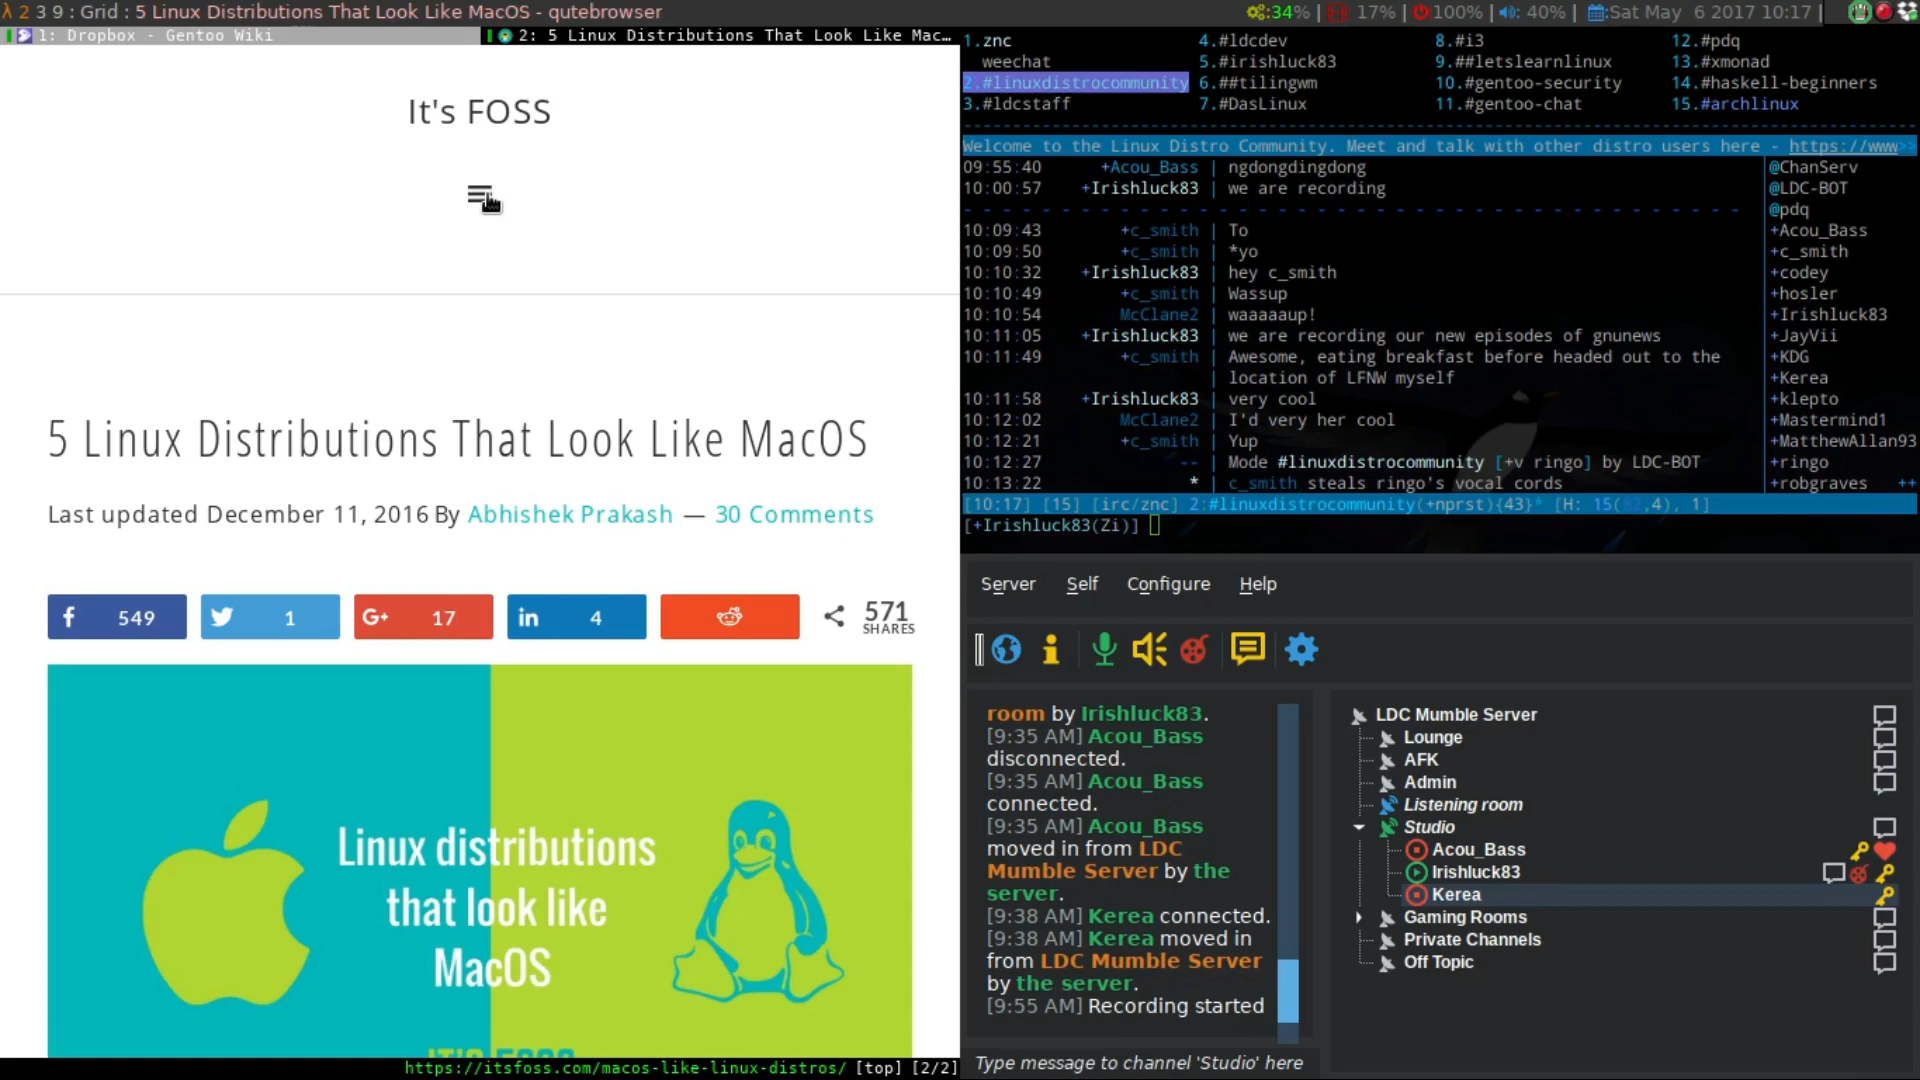 λ 2 3 9 : Grid : 5 Linux Distributions That Look Like MacOS - qutebrowser
:34% | 17% | 100% | : 40% | :Sat May 6 2017 10:17 |
1: Dropbox - Gentoo Wiki
2: 5 Linux Distributions That Look Like Mac…
It's FOSS
5 Linux Distributions That Look Like MacOS
Last updated December 11, 2016 By Abhishek Prakash — 30 Comments
549
1
G+ 17
in 4
571
SHARES
Linux distributions
that look like
MacOS
https://itsfoss.com/macos-like-linux-distros/ [top] [2/2]
1.znc 4.#ldcdev 8.#i3 12.#pdq
weechat 5.#irishluck83 9.##letslearnlinux 13.#xmonad
2.#linuxdistrocommunity 6.##tilingwm 10.#gentoo-security 14.#haskell-beginners
3.#ldcstaff 7.#DasLinux 11.#gentoo-chat 15.#archlinux
Welcome to the Linux Distro Community. Meet and talk with other distro users here - https://www>>
09:55:40 +Acou_Bass | ngdongdingdong
10:00:57 +Irishluck83 | we are recording
10:09:43 +c_smith | To
10:09:50 +c_smith | *yo
10:10:32 +Irishluck83 | hey c_smith
10:10:49 +c_smith | Wassup
10:10:54 McClane2 | waaaaaup!
10:11:05 +Irishluck83 | we are recording our new episodes of gnunews
10:11:49 +c_smith | Awesome, eating breakfast before headed out to the
| location of LFNW myself
10:11:58 +Irishluck83 | very cool
10:12:02 McClane2 | I'd very her cool
10:12:21 +c_smith | Yup
10:12:27 -- | Mode #linuxdistrocommunity [+v ringo] by LDC-BOT
10:13:22 * | c_smith steals ringo's vocal cords
@ChanServ
@LDC-BOT
@pdq
+Acou_Bass
+c_smith
+codey
+hosler
+Irishluck83
+JayVii
+KDG
+Kerea
+klepto
+Mastermind1
+MatthewAllan93
+ringo
+robgraves ++
[10:17] [15] [irc/znc] 2:#linuxdistrocommunity(+nprst){43}* [H: 15( ,4), 1]
[+Irishluck83(Zi)]
Server Self Configure Help
room by Irishluck83.
[9:35 AM] Acou_Bass
disconnected.
[9:35 AM] Acou_Bass
connected.
[9:35 AM] Acou_Bass
moved in from LDC
Mumble Server by the
server.
[9:38 AM] Kerea connected.
[9:38 AM] Kerea moved in
from LDC Mumble Server
by the server.
[9:55 AM] Recording started
Type message to channel 'Studio' here
LDC Mumble Server
Lounge
AFK
Admin
Listening room
Studio
Acou_Bass
Irishluck83
Kerea
Gaming Rooms
Private Channels
Off Topic